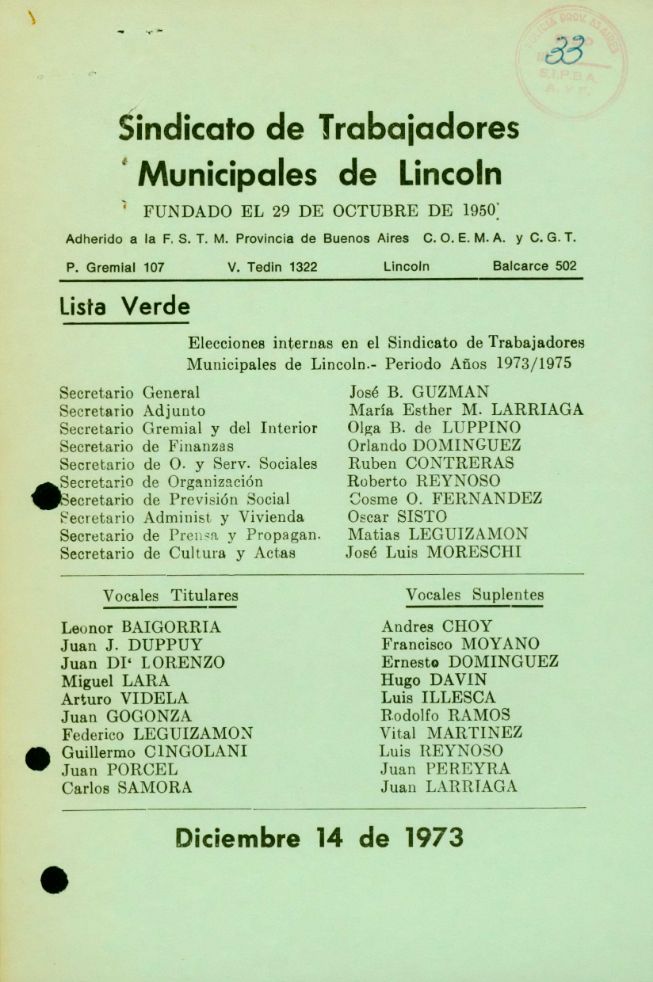 POLICIA PROV. BS AIRES
33
S.I.P.B.A.
A. y F.
Sindicato de Trabajadores
Municipales de Lincoln
FUNDADO EL 29 DE OCTUBRE DE 1950
Adherido a la F. S. T. M. Provincia de Buenos Aires C. O. E. M. A. y C. G. T.
P. Gremial 107 V. Tedin 1322 Lincoln Balcarce 502
Lista Verde
Elecciones internas en el Sindicato de Trabajadores
Municipales de Lincoln.- Periodo Años 1973/1975
Secretario General José B. GUZMAN
Secretario Adjunto María Esther M. LARRIAGA
Secretario Gremial y del Interior Olga B. de LUPPINO
Secretario de Finanzas Orlando DOMINGUEZ
Secretario de O. y Serv. Sociales Ruben CONTRERAS
Secretario de Organización Roberto REYNOSO
Secretario de Previsión Social Cosme O. FERNANDEZ
Secretario Administ y Vivienda Oscar SISTO
Secretario de Prensa y Propagan. Matias LEGUIZAMON
Secretario de Cultura y Actas José Luis MORESCHI
Vocales Titulares Vocales Suplentes
Leonor BAIGORRIA Andres CHOY
Juan J. DUPPUY Francisco MOYANO
Juan DI' LORENZO Ernesto DOMINGUEZ
Miguel LARA Hugo DAVIN
Arturo VIDELA Luis ILLESCA
Juan GOGONZA Rodolfo RAMOS
Federico LEGUIZAMON Vital MARTINEZ
Guillermo C1NGOLANI Luis REYNOSO
Juan PORCEL Juan PEREYRA
Carlos SAMORA Juan LARRIAGA
Diciembre 14 de 1973